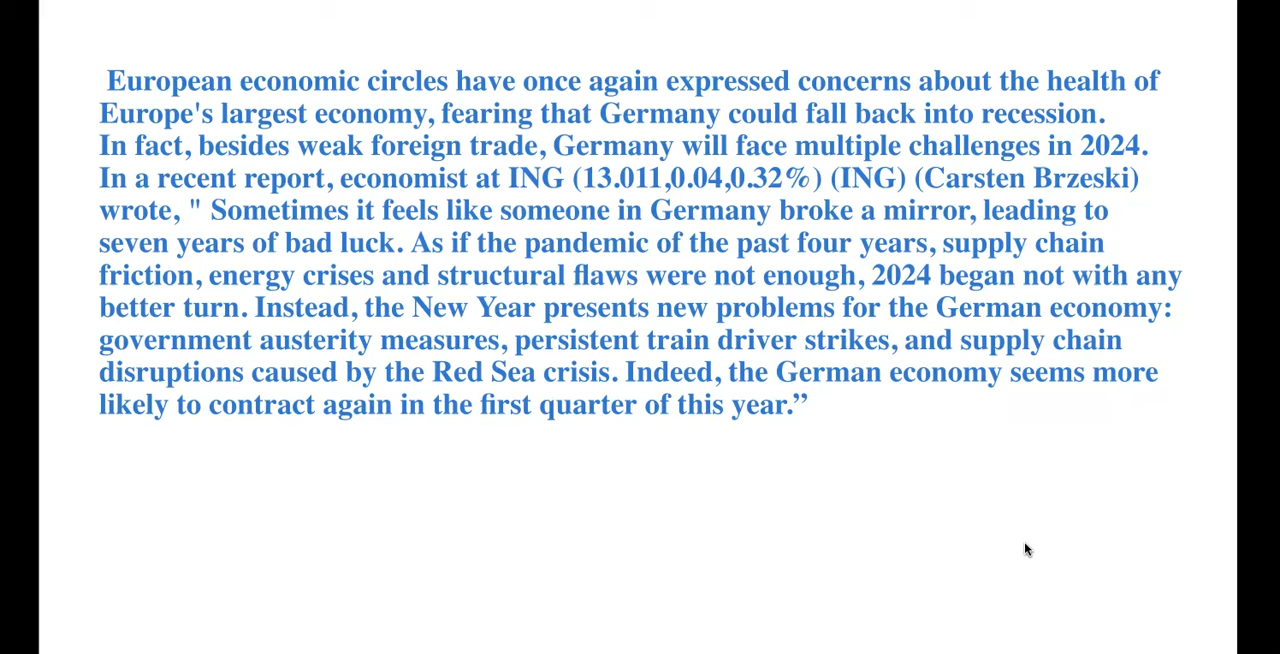 European economic circles have once again expressed concerns about the health of
Europe's largest economy, fearing that Germany could fall back into recession.
In fact, besides weak foreign trade, Germany will face multiple challenges in 2024.
In a recent report, economist at ING (13.011,0.04,0.32%) (ING) (Carsten Brzeski)
wrote, " Sometimes it feels like someone in Germany broke a mirror, leading to
seven years of bad luck. As if the pandemic of the past four years, supply chain
friction, energy crises and structural flaws were not enough, 2024 began not with any
better turn. Instead, the New Year presents new problems for the German economy:
government austerity measures, persistent train driver strikes, and supply chain
disruptions caused by the Red Sea crisis. Indeed, the German economy seems more
likely to contract again in the first quarter of this year.”